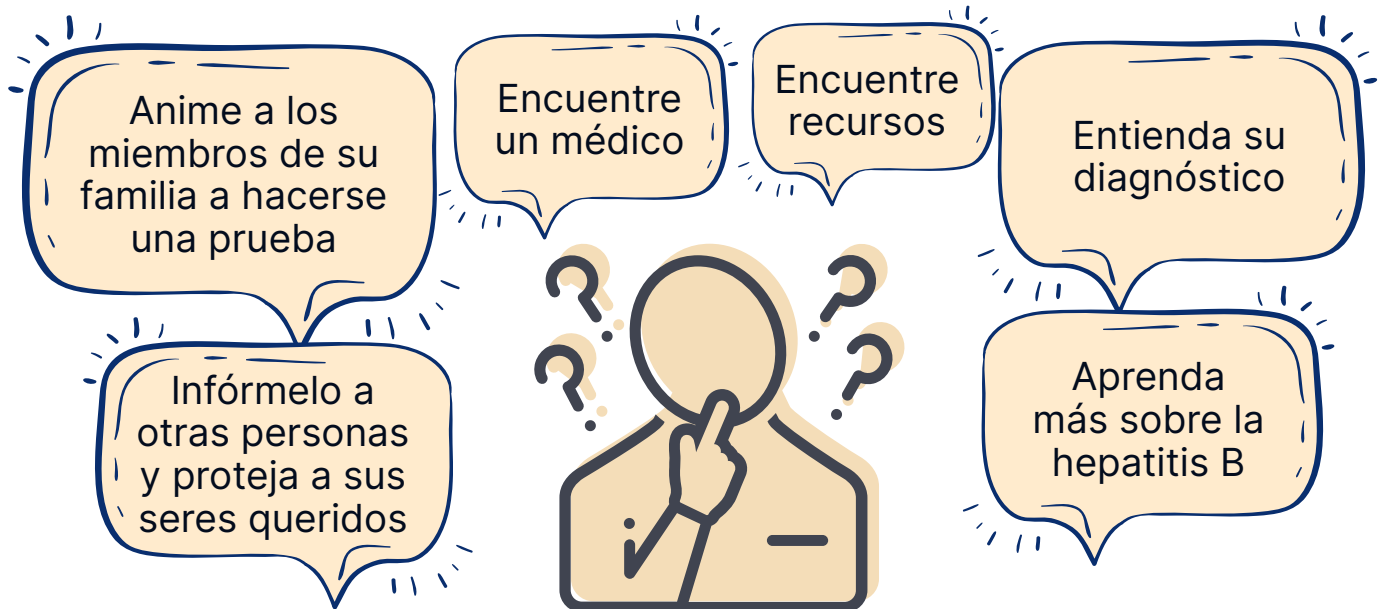 Anime a los
miembros de su
familia a hacerse
una prueba
Encuentre
un médico
Encuentre
recursos
Entienda su
diagnóstico
Infórmelo a
otras personas
y proteja a sus
seres queridos
Aprenda
más sobre la
hepatitis B